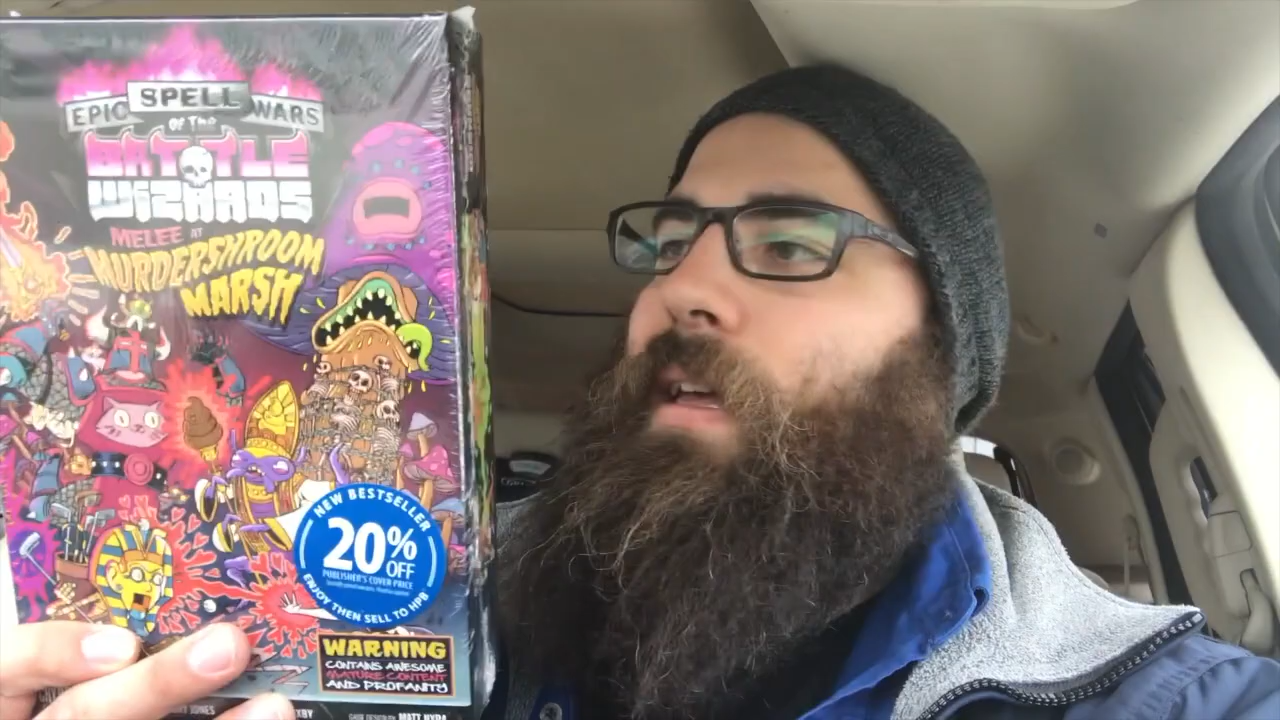 EPIC SPELL WARS
OF THE
BATTLE
WIZARDS
MELEE AT
MURDERSHROOM
MARSH
NEW BESTSELLER
20%
OFF
PUBLISHER'S COVER PRICE
ENJOY THEN SELL TO HPB
WARNING
CONTAINS AWESOME
MATURE CONTENT
AND PROFANITY
JONES